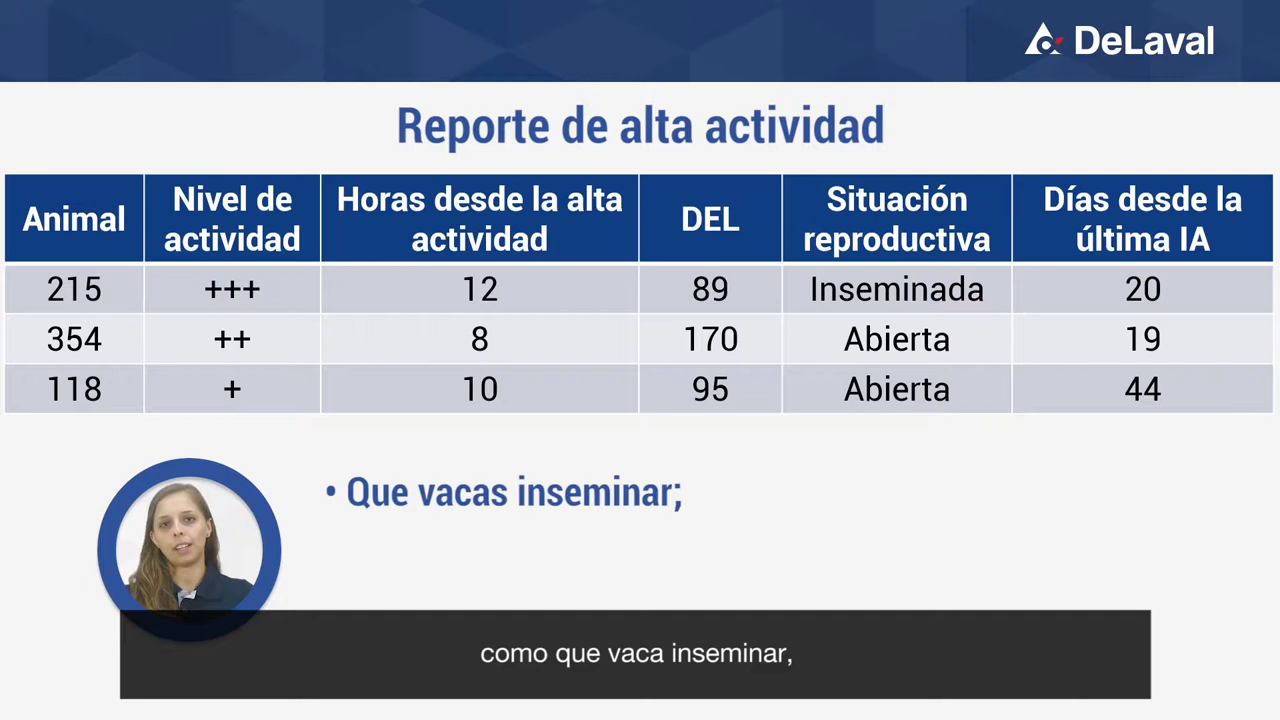 DeLaval
Reporte de alta actividad
Animal Nivel de actividad Horas desde la alta actividad DEL Situación reproductiva Días desde la última IA
215 +++ 12 89 Inseminada 20
354 ++ 8 170 Abierta 19
118 + 10 95 Abierta 44
• Que vacas inseminar;
como que vaca inseminar,